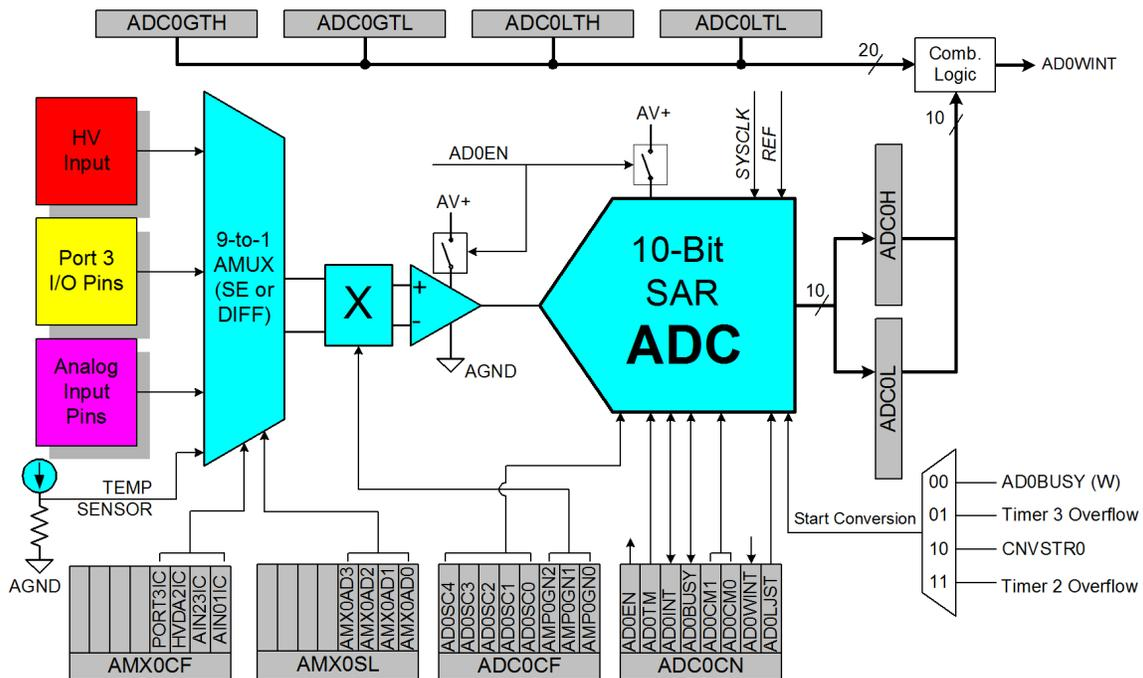 ADC0GTH
ADC0GTL
ADC0LTH
ADC0LTL
20
Comb.
Logic
AD0WINT
10
HV
Input
Port 3
I/O Pins
Analog
Input
Pins
9-to-1
AMUX
(SE or
DIFF)
X
+
-
AV+
AGND
AD0EN
AV+
SYSCLK
REF
10-Bit
SAR
ADC
10
ADC0H
ADC0L
TEMP
SENSOR
AGND
Start Conversion
00
AD0BUSY (W)
01
Timer 3 Overflow
10
CNVSTR0
11
Timer 2 Overflow
PORT3IC
HVDA2IC
AIN23IC
AIN01IC
AMX0CF
AMX0AD3
AMX0AD2
AMX0AD1
AMX0AD0
AMX0SL
AD0SC4
AD0SC3
AD0SC2
AD0SC1
AD0SC0
AMP0GN2
AMP0GN1
AMP0GN0
ADC0CF
AD0EN
AD0TM
AD0INT
AD0BUSY
AD0CM1
AD0CM0
AD0WINT
AD0LJST
ADC0CN